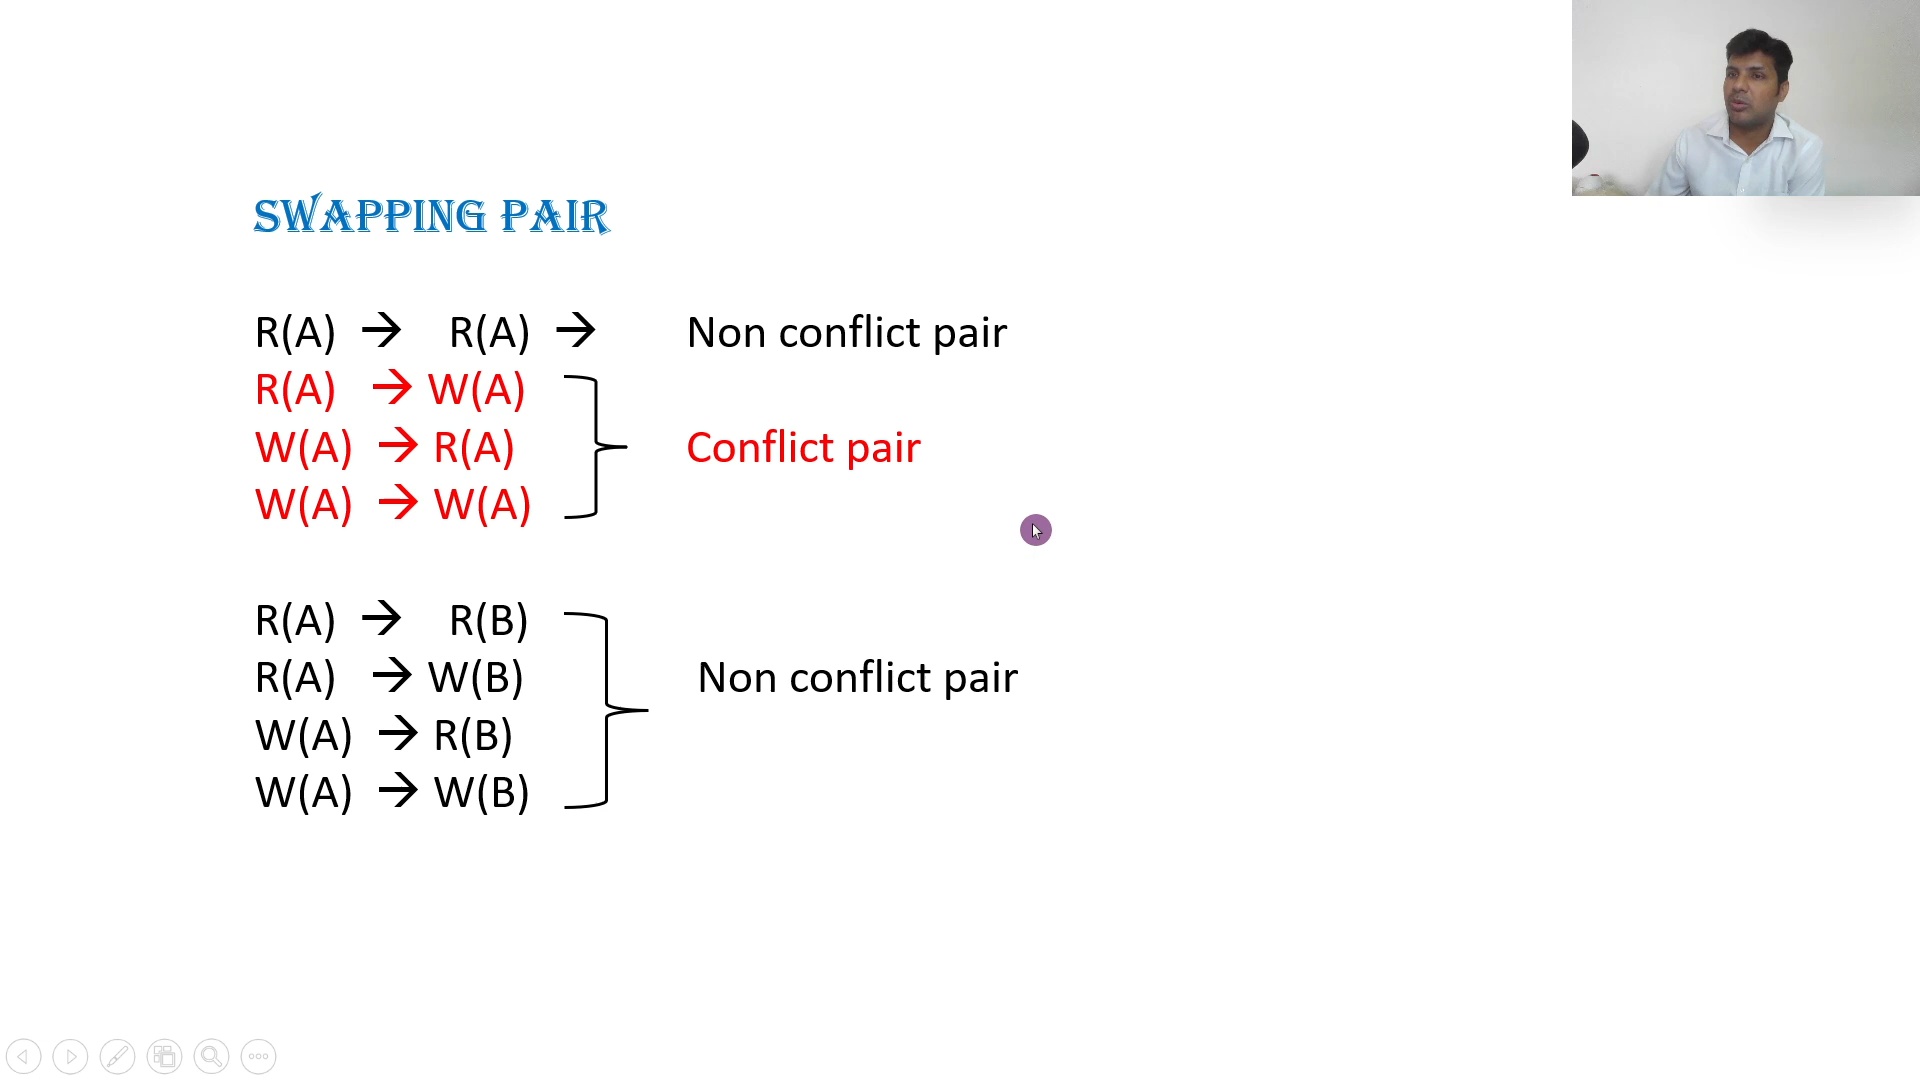 SWAPPING PAIR
R(A) → R(A) → Non conflict pair
R(A) → W(A)
W(A) → R(A) Conflict pair
W(A) → W(A)
R(A) → R(B)
R(A) → W(B) Non conflict pair
W(A) → R(B)
W(A) → W(B)